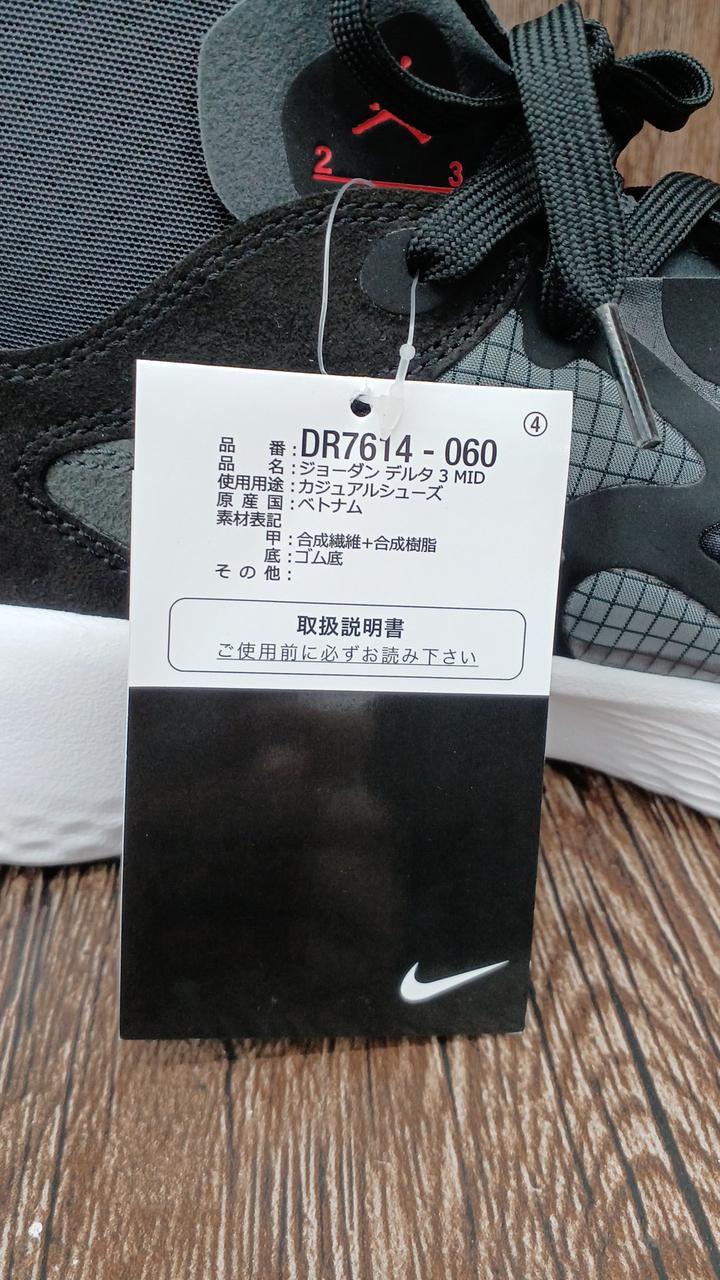 2 3
④
品 番:DR7614 - 060
品 名:ジョーダン デルタ 3 MID
使用用途:カジュアルシューズ
原 産 国:ベトナム
素材表記
甲:合成繊維+合成樹脂
底:ゴム底
そ の 他:
取扱説明書
ご使用前に必ずお読み下さい